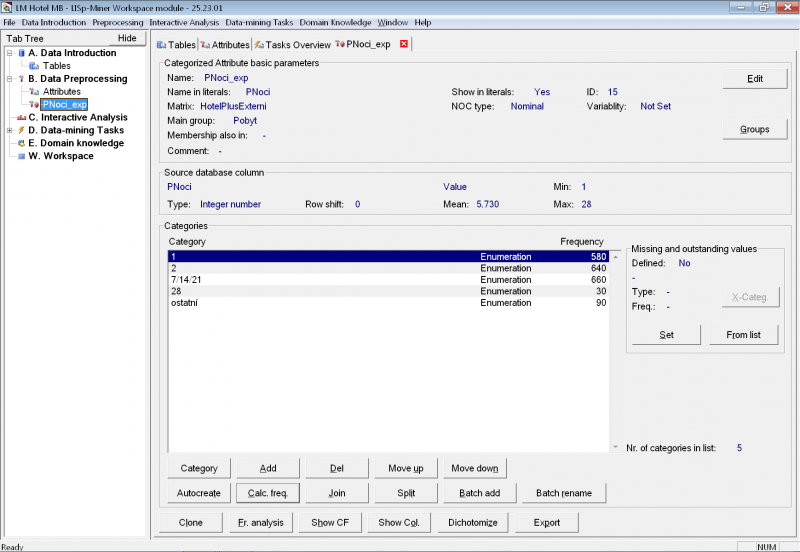 LM Hotel MB - LISp-Miner Workspace module - 25.23.01
File Data Introduction Preprocessing Interactive Analysis Data-mining Tasks Domain Knowledge Window Help
Tab Tree Hide
A. Data Introduction
Tables
B. Data Preprocessing
Attributes
PNoci_exp
C. Interactive Analysis
D. Data-mining Tasks
E. Domain knowledge
W. Workspace
Tables Attributes Tasks Overview PNoci_exp
Categorized Attribute basic parameters
Name: PNoci_exp Edit
Name in literals: PNoci Show in literals: Yes ID: 15
Matrix: HotelPlusExterni NOC type: Nominal Variablity: Not Set
Main group: Pobyt Groups
Membership also in: -
Comment: -
Source database column
PNoci Value Min: 1
Type: Integer number Row shift: 0 Mean: 5.730 Max: 28
Categories
Category Frequency
1 Enumeration 580
2 Enumeration 640
7/14/21 Enumeration 660
28 Enumeration 30
ostatní Enumeration 90
Missing and outstanding values
Defined: No
-
Type: -
X-Categ.
Freq.: -
Set From list
Nr. of categories in list: 5
Category Add Del Move up Move down
Autocreate Calc. freq. Join Split Batch add Batch rename
Clone Fr. analysis Show CF Show Col. Dichotomize Export
Ready NUM